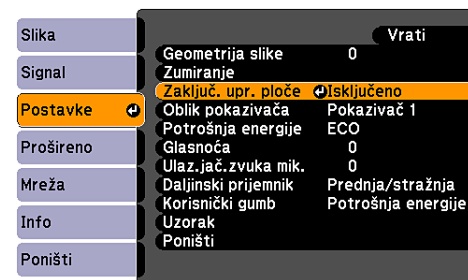 Slika
Signal
Postavke
Prošireno
Mreža
Info
Poništi
Vrati
Geometrija slike 0
Zumiranje
Zaključ. upr. ploče Isključeno
Oblik pokazivača Pokazivač 1
Potrošnja energije ECO
Glasnoća 0
Ulaz.jač.zvuka mik. 0
Daljinski prijemnik Prednja/stražnja
Korisnički gumb Potrošnja energije
Uzorak
Poništi